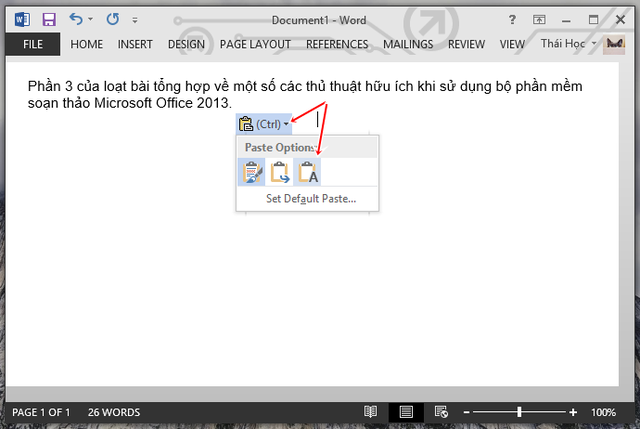 Document1 - Word
FILE HOME INSERT DESIGN PAGE LAYOUT REFERENCES MAILINGS REVIEW VIEW Thái Học
Phần 3 của loạt bài tổng hợp về một số các thủ thuật hữu ích khi sử dụng bộ phần mềm
soạn thảo Microsoft Office 2013.
(Ctrl)
Paste Options:
Set Default Paste...
PAGE 1 OF 1 26 WORDS 100%